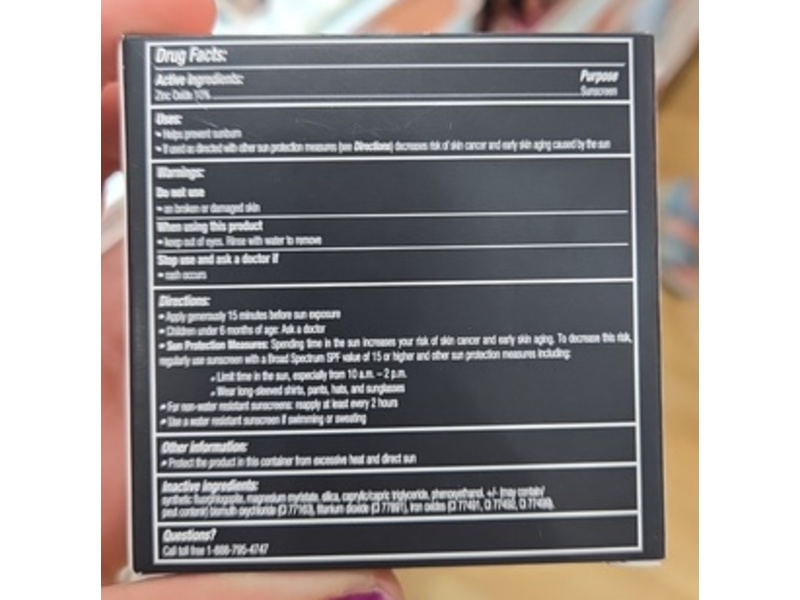 Drug Facts:
Active ingredients: Purpose
Zinc Oxide 10% Sunscreen
Uses:
• Helps prevent sunburn
• If used as directed with other sun protection measures (see Directions) decreases risk of skin cancer and early skin aging caused by the sun
Warnings:
Do not use
• on broken or damaged skin
When using this product
• keep out of eyes. Rinse with water to remove
Stop use and ask a doctor if
• rash occurs
Directions:
• Apply generously 15 minutes before sun exposure
• Children under 6 months of age: Ask a doctor
• Sun Protection Measures: Spending time in the sun increases your risk of skin cancer and early skin aging. To decrease this risk,
regularly use sunscreen with a Broad Spectrum SPF value of 15 or higher and other sun protection measures including:
• Limit time in the sun, especially from 10 a.m. – 2 p.m.
• Wear long-sleeved shirts, pants, hats, and sunglasses
• For non-water resistant sunscreens: reapply at least every 2 hours
• Use a water resistant sunscreen if swimming or sweating
Other information:
• Protect the product in this container from excessive heat and direct sun
Inactive ingredients:
synthetic fluorphlogopite, magnesium myristate, silica, caprylic/capric triglyceride, phenoxyethanol. +/- (may contain/
peut contenir) bismuth oxychloride (CI 77163), titanium dioxide (CI 77891), iron oxides (CI 77491, CI 77492, CI 77499).
Questions?
Call toll free 1-888-795-4747